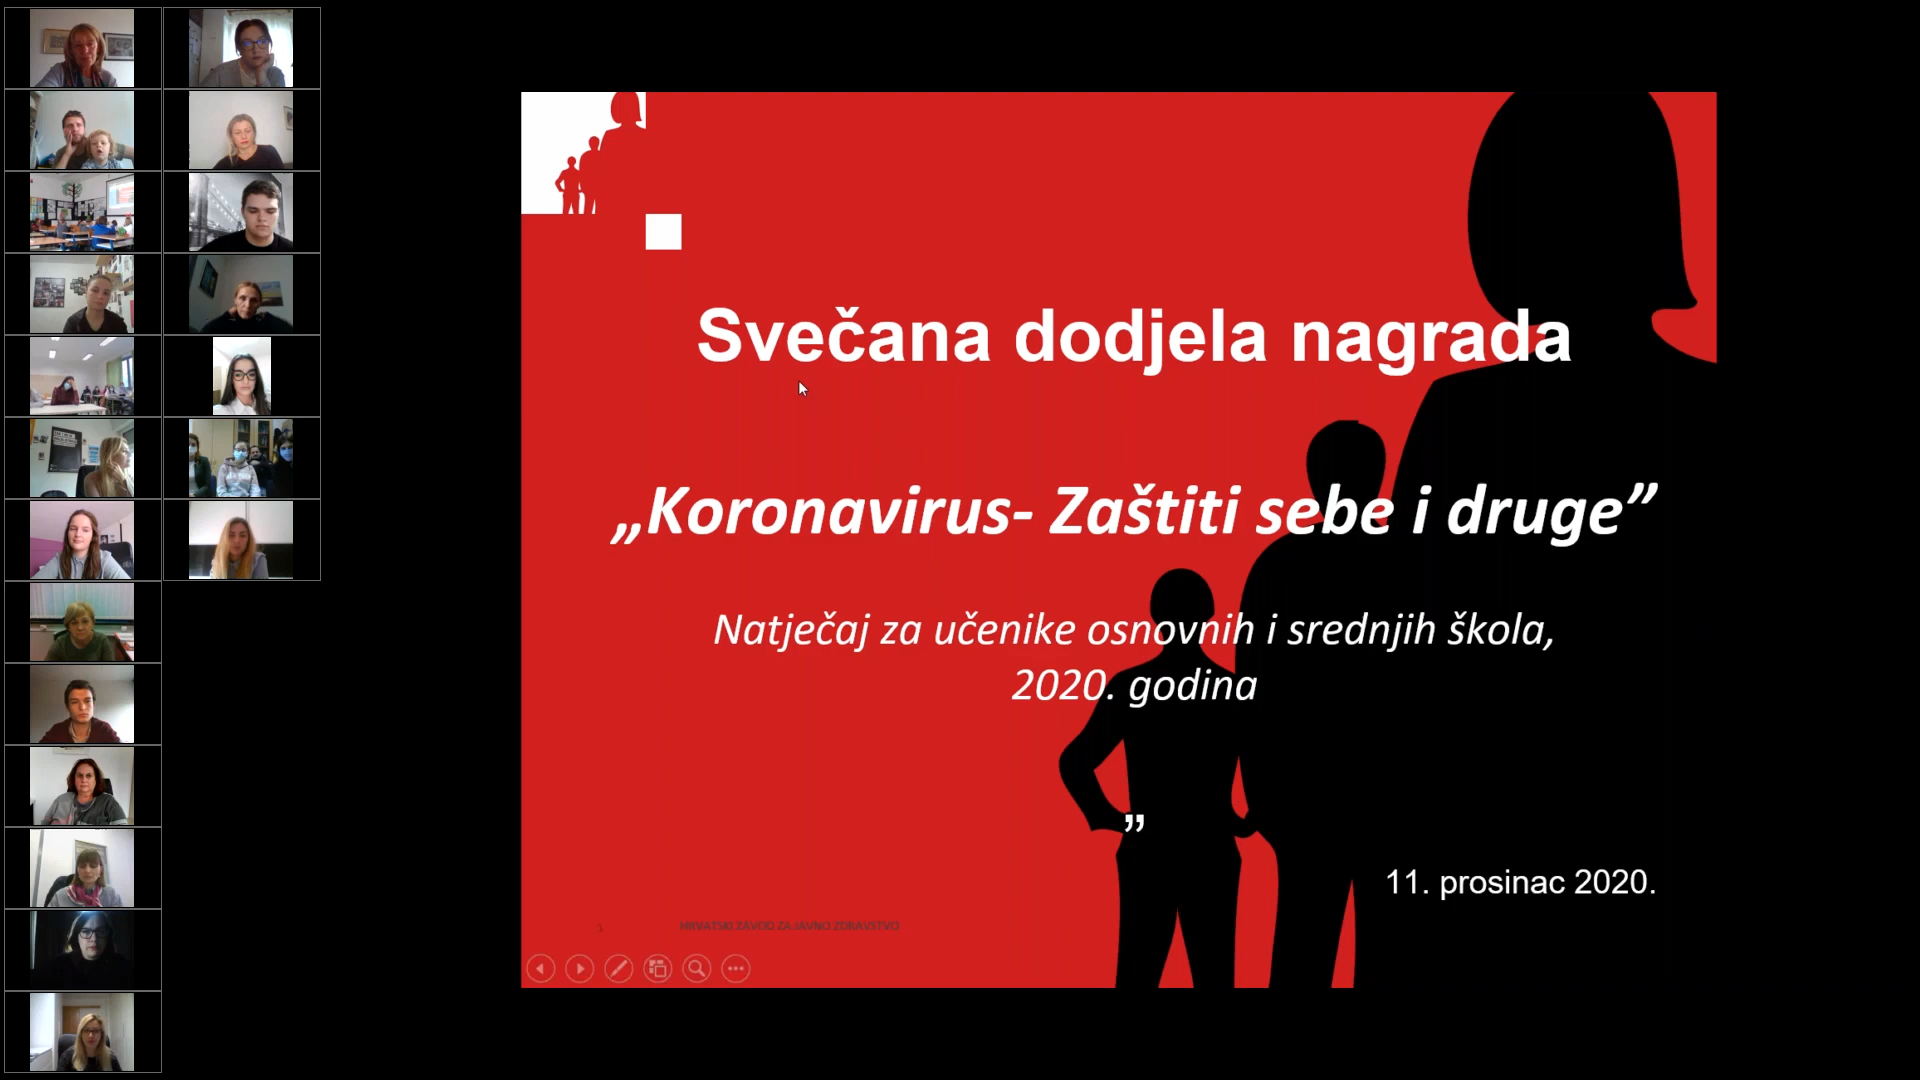 Svečana dodjela nagrada
„Koronavirus- Zaštiti sebe i druge”
Natječaj za učenike osnovnih i srednjih škola,
2020. godina
”
11. prosinac 2020.
HRVATSKI ZAVOD ZA JAVNO ZDRAVSTVO